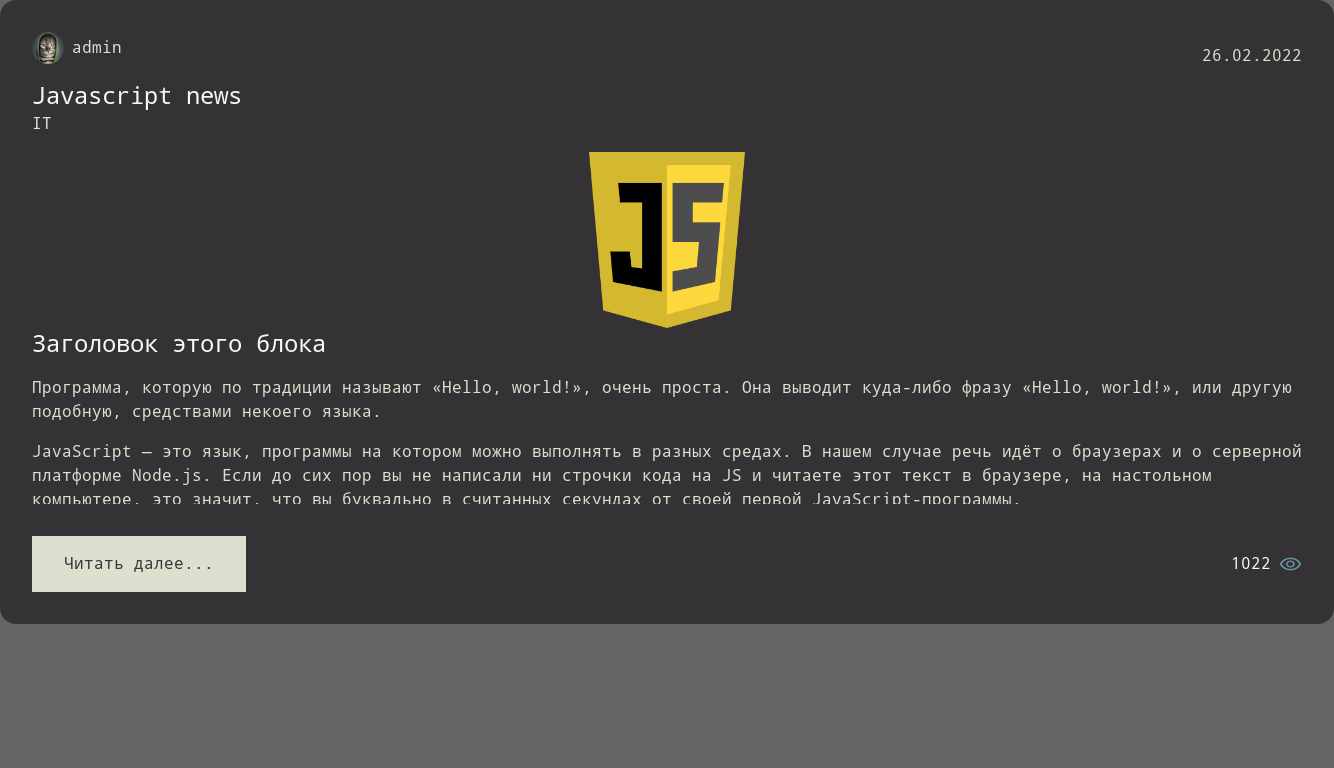 admin
26.02.2022
Javascript news
IT
JS
Заголовок этого блока
Программа, которую по традиции называют «Hello, world!», очень проста. Она выводит куда-либо фразу «Hello, world!», или другую
подобную, средствами некоего языка.
JavaScript — это язык, программы на котором можно выполнять в разных средах. В нашем случае речь идёт о браузерах и о серверной
платформе Node.js. Если до сих пор вы не написали ни строчки кода на JS и читаете этот текст в браузере, на настольном
компьютере, это значит, что вы буквально в считанных секундах от своей первой JavaScript-программы.
Читать далее...
1022